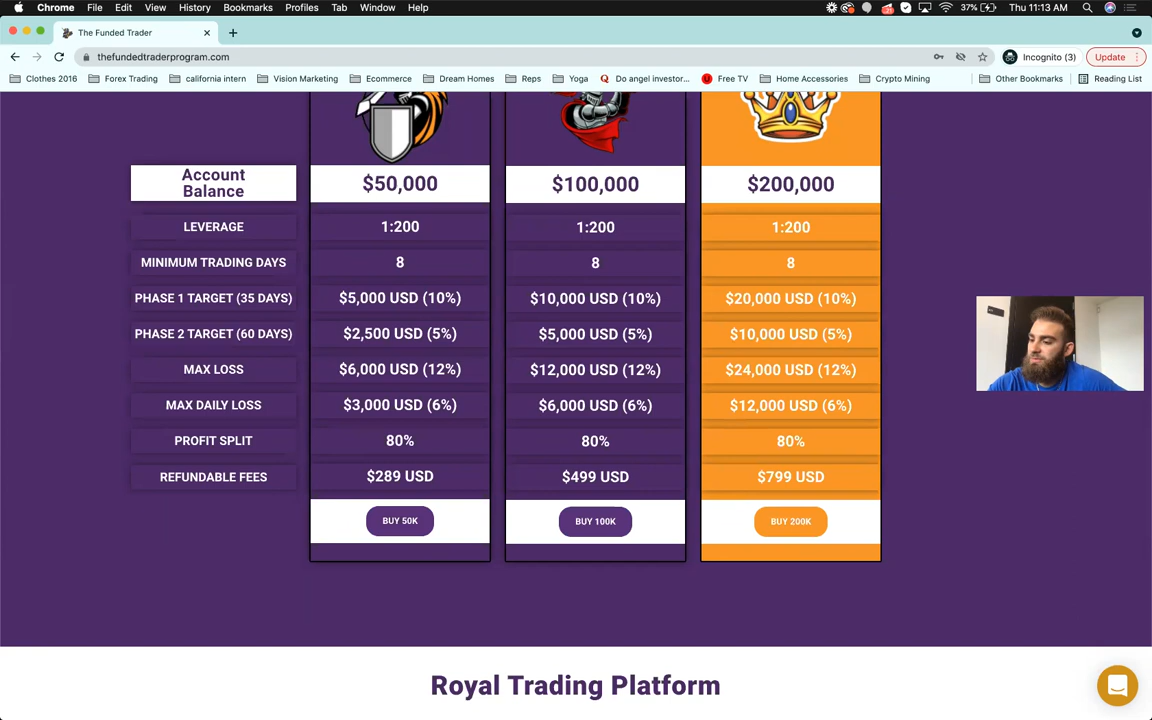 Chrome File Edit View History Bookmarks Profiles Tab Window Help 37% Thu 11:13 AM
The Funded Trader
thefundedtraderprogram.com Incognito (3) Update
Clothes 2016 Forex Trading california intern Vision Marketing Ecommerce Dream Homes Reps Yoga Do angel investor... Free TV Home Accessories Crypto Mining Other Bookmarks Reading List
Account
Balance $50,000 $100,000 $200,000
LEVERAGE 1:200 1:200 1:200
MINIMUM TRADING DAYS 8 8 8
PHASE 1 TARGET (35 DAYS) $5,000 USD (10%) $10,000 USD (10%) $20,000 USD (10%)
PHASE 2 TARGET (60 DAYS) $2,500 USD (5%) $5,000 USD (5%) $10,000 USD (5%)
MAX LOSS $6,000 USD (12%) $12,000 USD (12%) $24,000 USD (12%)
MAX DAILY LOSS $3,000 USD (6%) $6,000 USD (6%) $12,000 USD (6%)
PROFIT SPLIT 80% 80% 80%
REFUNDABLE FEES $289 USD $499 USD $799 USD
BUY 50K BUY 100K BUY 200K
Royal Trading Platform